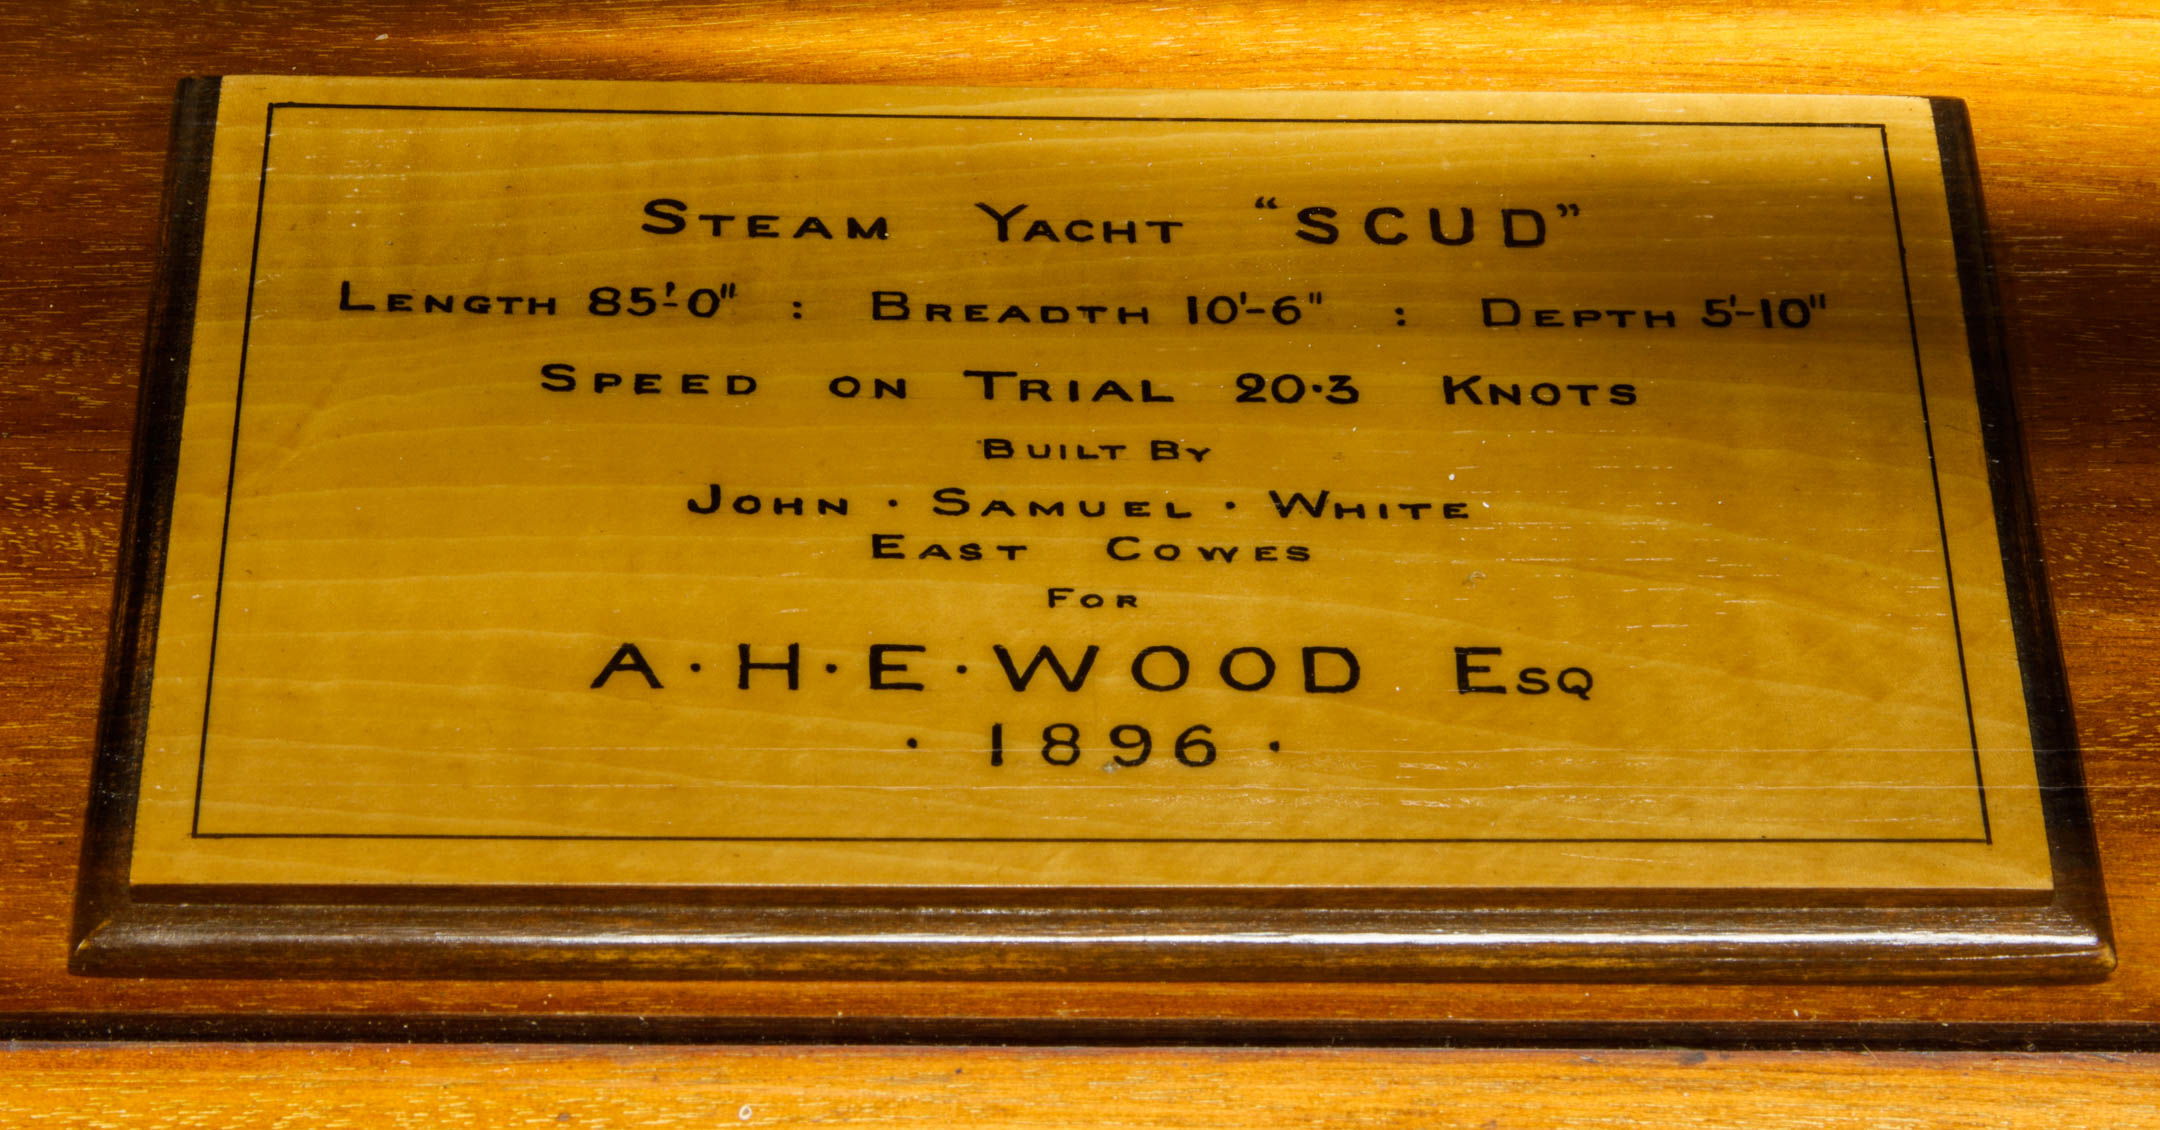 STEAM YACHT “SCUD”
LENGTH 85'-0" : BREADTH 10'-6" : DEPTH 5'-10"
SPEED ON TRIAL 20·3 KNOTS
BUILT BY
JOHN · SAMUEL · WHITE
EAST COWES
FOR
A·H·E·WOOD ESQ
· 1896 ·